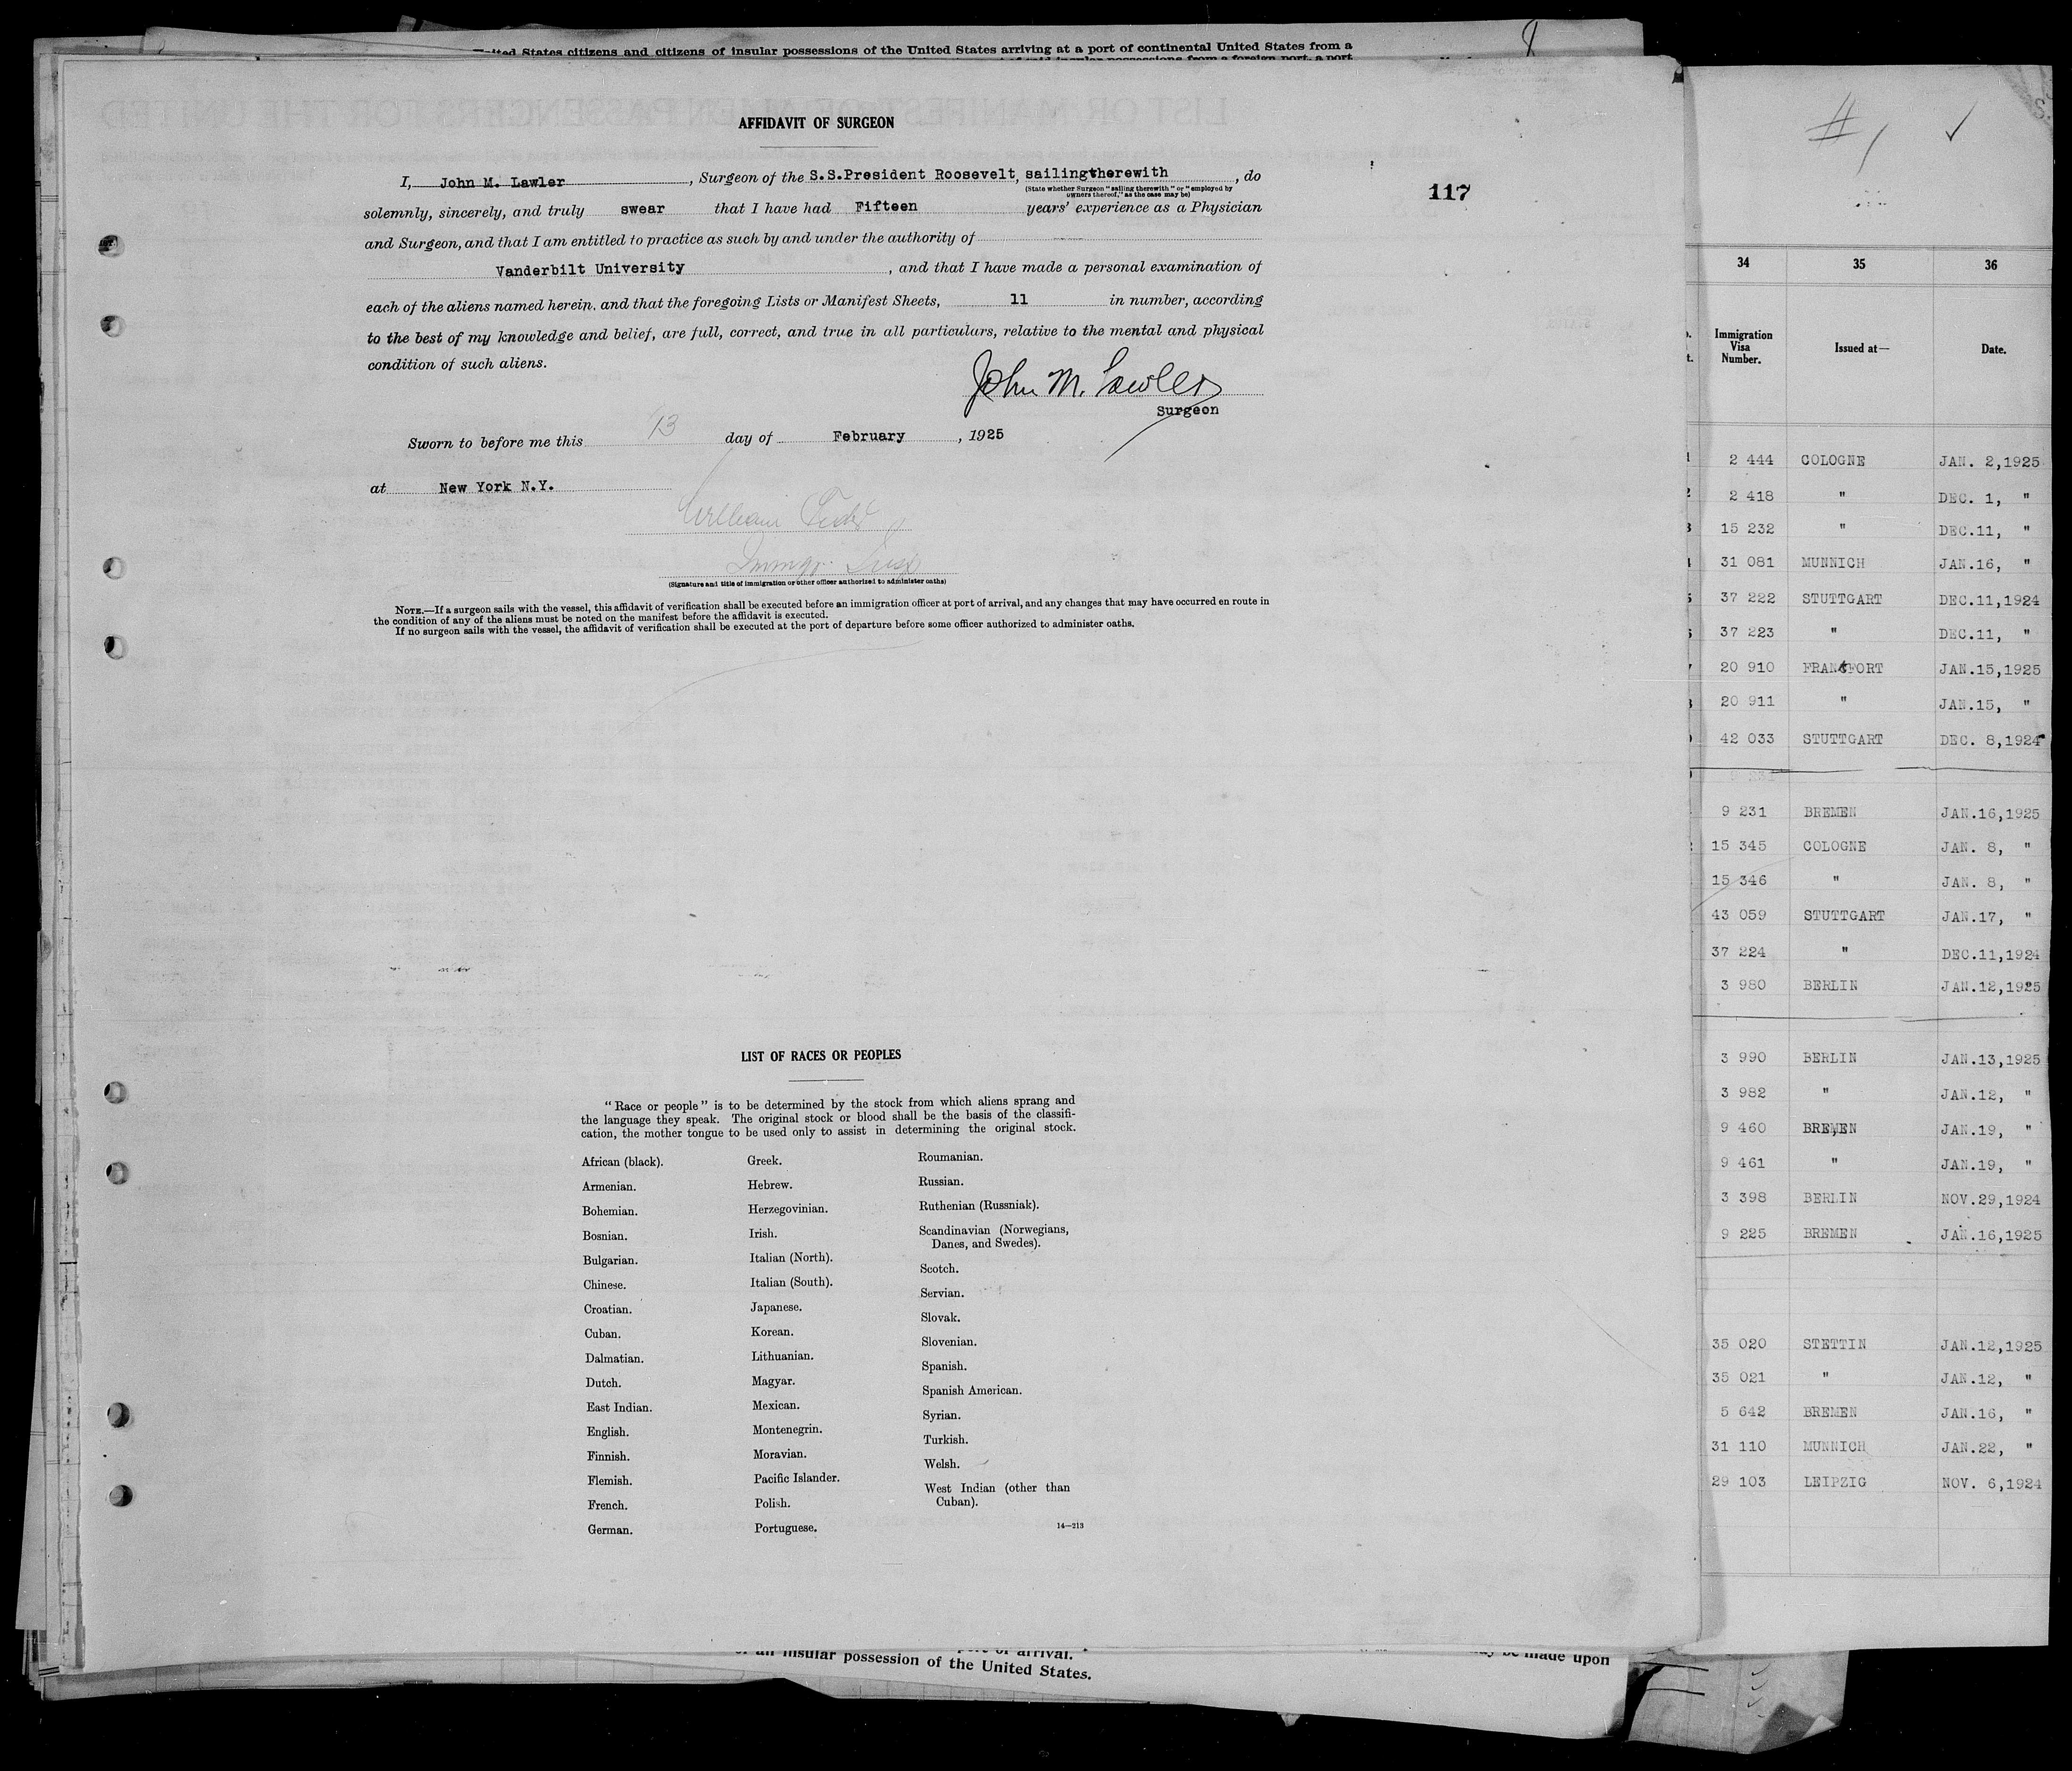 United States citizens and citizens of insular possessions of the United States arriving at a port of continental United States from a
AFFIDAVIT OF SURGEON
I, John M. Lawler, Surgeon of the S.S.President Roosevelt, sailingtherewith, do
(State whether Surgeon "sailing therewith" or "employed by
owners thereof," as the case may be)
117
solemnly, sincerely, and truly swear that I have had Fifteen years' experience as a Physician
and Surgeon, and that I am entitled to practice as such by and under the authority of
Vanderbilt University, and that I have made a personal examination of
each of the aliens named herein, and that the foregoing Lists or Manifest Sheets, 11 in number, according
to the best of my knowledge and belief, are full, correct, and true in all particulars, relative to the mental and physical
condition of such aliens.
John M. Lawler
Surgeon
Sworn to before me this 13 day of February, 1925
at New York N.Y.
William
Immgr. Insp
(Signature and title of immigration or other officer authorized to administer oaths)
NOTE.—If a surgeon sails with the vessel, this affidavit of verification shall be executed before an immigration officer at port of arrival, and any changes that may have occurred en route in
the condition of any of the aliens must be noted on the manifest before the affidavit is executed.
If no surgeon sails with the vessel, the affidavit of verification shall be executed at the port of departure before some officer authorized to administer oaths.
LIST OF RACES OR PEOPLES
"Race or people" is to be determined by the stock from which aliens sprang and
the language they speak. The original stock or blood shall be the basis of the classifi-
cation, the mother tongue to be used only to assist in determining the original stock.
African (black).
Armenian.
Bohemian.
Bosnian.
Bulgarian.
Chinese.
Croatian.
Cuban.
Dalmatian.
Dutch.
East Indian.
English.
Finnish.
Flemish.
French.
German.
Greek.
Hebrew.
Herzegovinian.
Irish.
Italian (North).
Italian (South).
Japanese.
Korean.
Lithuanian.
Magyar.
Mexican.
Montenegrin.
Moravian.
Pacific Islander.
Polish.
Portuguese.
Roumanian.
Russian.
Ruthenian (Russniak).
Scandinavian (Norwegians,
Danes, and Swedes).
Scotch.
Servian.
Slovak.
Slovenian.
Spanish.
Spanish American.
Syrian.
Turkish.
Welsh.
West Indian (other than
Cuban).
14—213
port of arrival.
or an insular possession of the United States.
may be made upon
#1 ✓
34 35 36
Immigration
Visa
Number.
Issued at—
Date.
2 444 COLOGNE JAN. 2,1925
2 418 " DEC. 1, "
15 232 " DEC.11, "
31 081 MUNNICH JAN.16, "
37 222 STUTTGART DEC.11,1924
37 223 " DEC.11, "
20 910 FRANKFORT JAN.15,1925
20 911 " JAN.15, "
42 033 STUTTGART DEC. 8,1924
9 231 BREMEN JAN.16,1925
15 345 COLOGNE JAN. 8, "
15 346 " JAN. 8, "
43 059 STUTTGART JAN.17, "
37 224 " DEC.11,1924
3 980 BERLIN JAN.12,1925
3 990 BERLIN JAN.13,1925
3 982 " JAN.12, "
9 460 BREMEN JAN.19, "
9 461 " JAN.19, "
3 398 BERLIN NOV.29,1924
9 225 BREMEN JAN.16,1925
35 020 STETTIN JAN.12,1925
35 021 " JAN.12, "
5 642 BREMEN JAN.16, "
31 110 MUNNICH JAN.22, "
29 103 LEIPZIG NOV. 6,1924